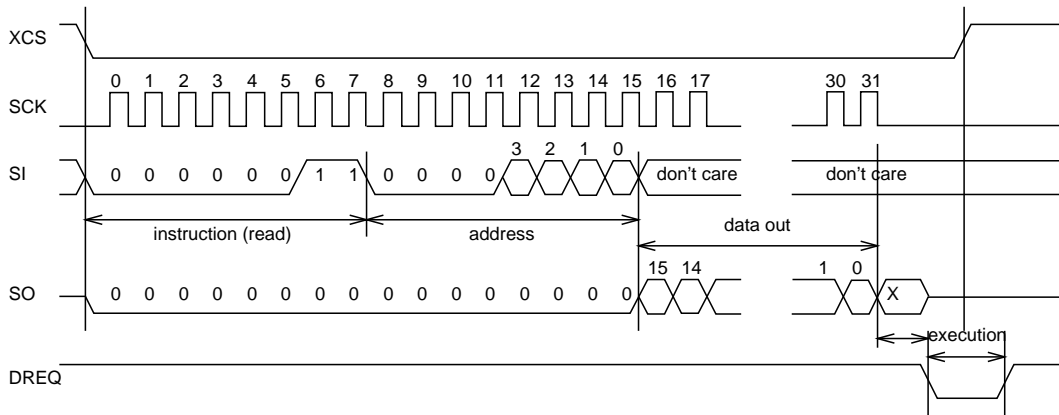 XCS
0 1 2 3 4 5 6 7 8 9 10 11 12 13 14 15 16 17 30 31
SCK
3 2 1 0
SI 0 0 0 0 0 0 1 1 0 0 0 0 don't care don't care
instruction (read) address data out
15 14 1 0
SO 0 0 0 0 0 0 0 0 0 0 0 0 0 0 0 0 X
execution
DREQ